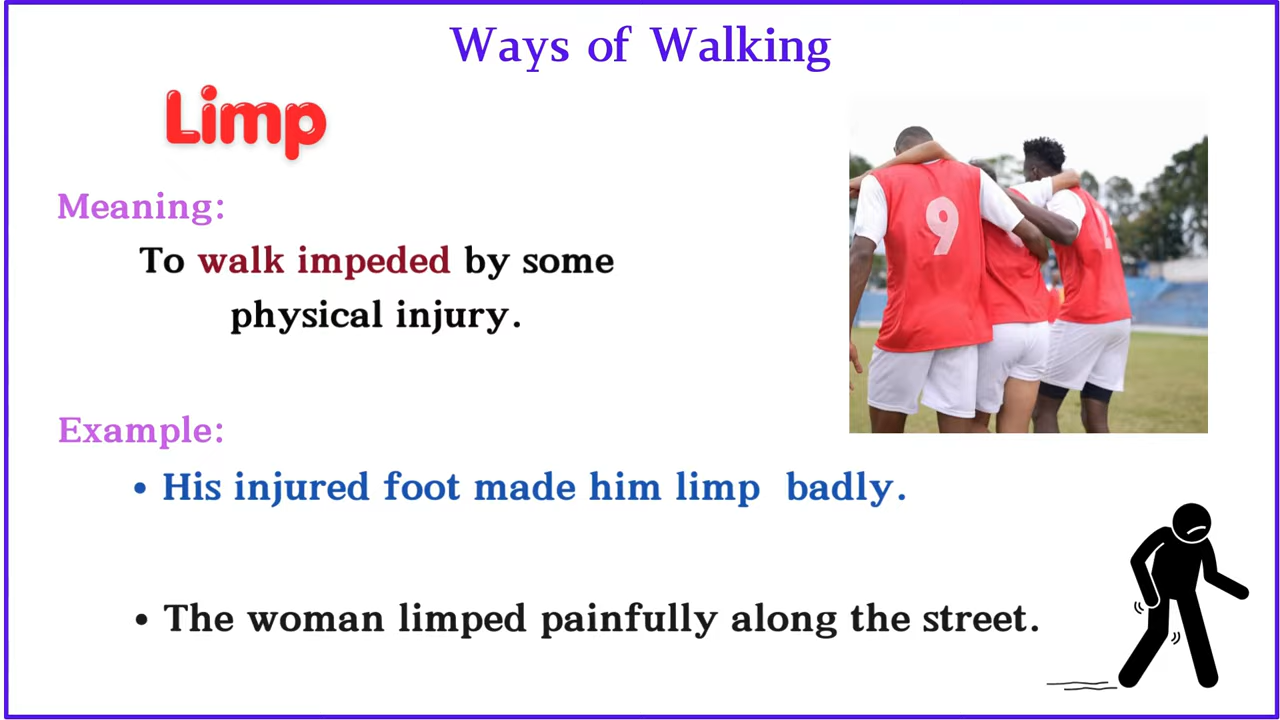 Ways of Walking
Limp
Meaning:
To walk impeded by some
physical injury.
9
Example:
• His injured foot made him limp badly.
• The woman limped painfully along the street.